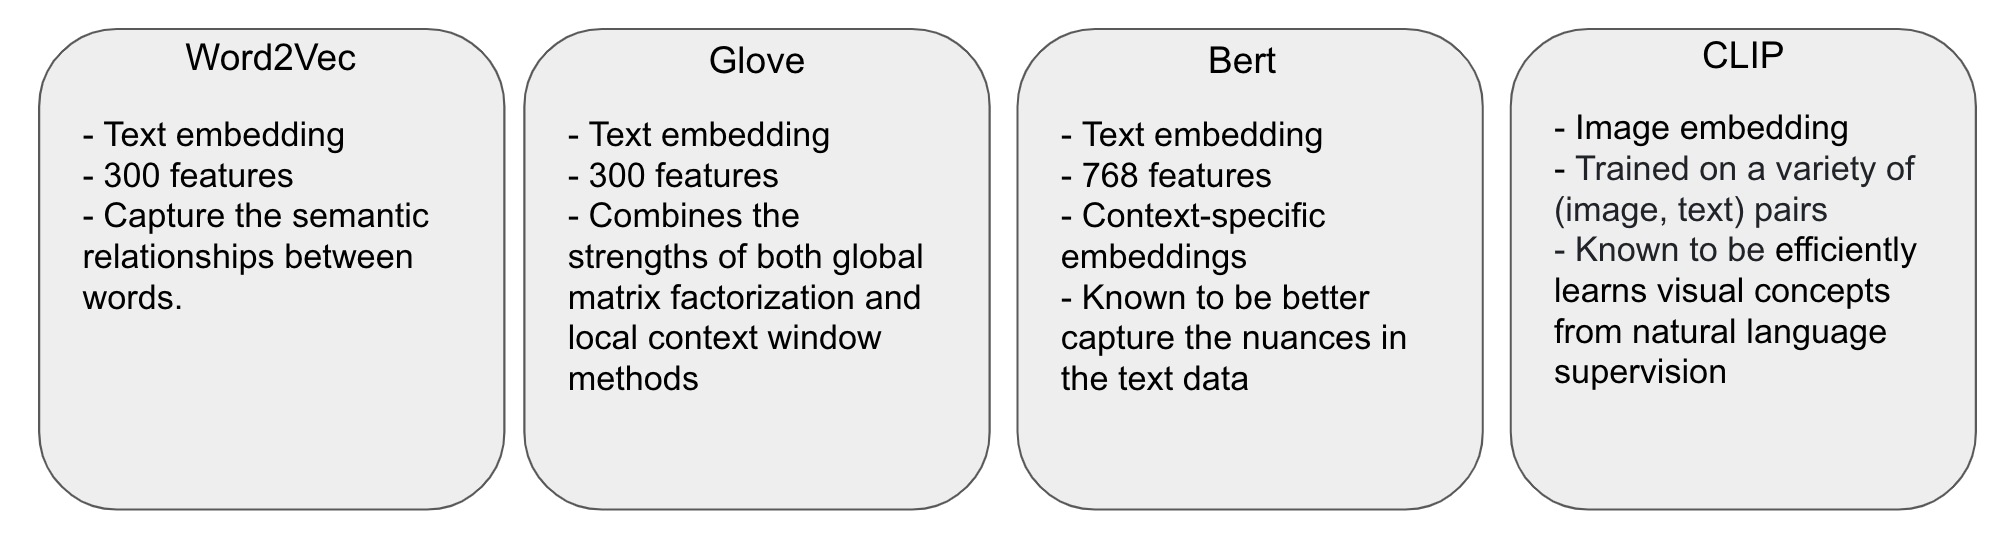 Word2Vec
- Text embedding
- 300 features
- Capture the semantic
relationships between
words.
Glove
- Text embedding
- 300 features
- Combines the
strengths of both global
matrix factorization and
local context window
methods
Bert
- Text embedding
- 768 features
- Context-specific
embeddings
- Known to be better
capture the nuances in
the text data
CLIP
- Image embedding
- Trained on a variety of
(image, text) pairs
- Known to be efficiently
learns visual concepts
from natural language
supervision